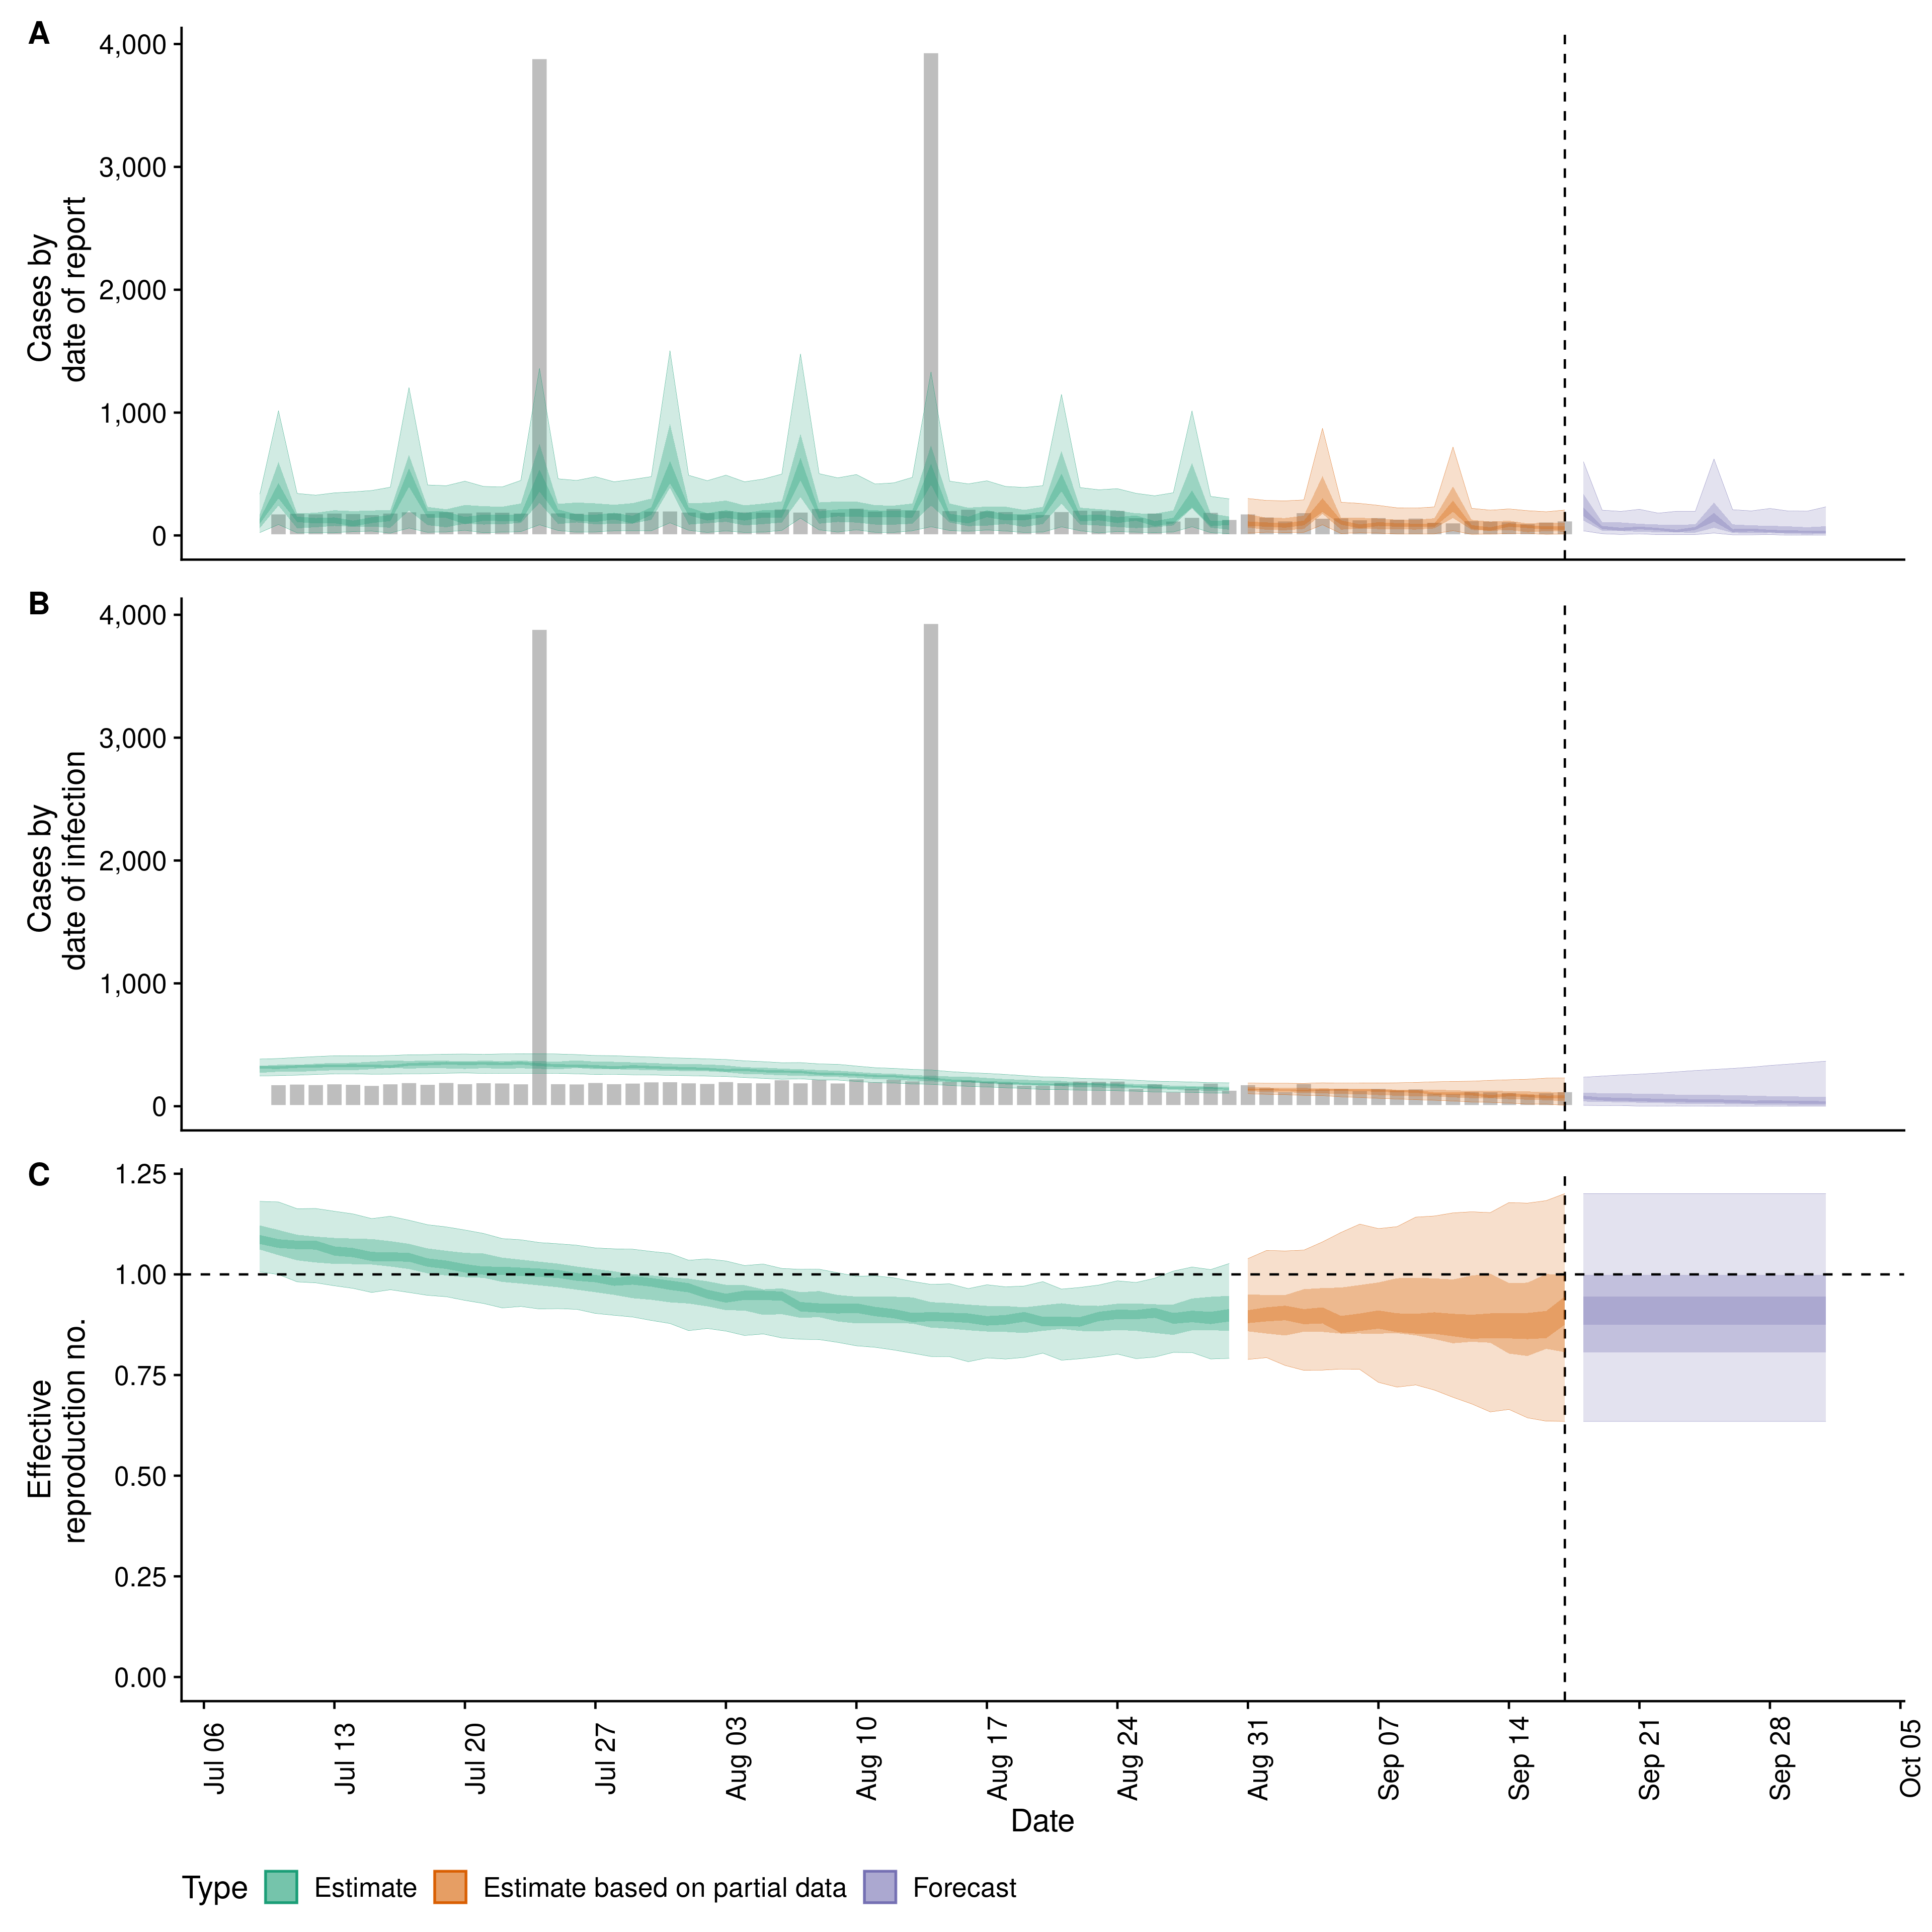 A
4,000
3,000
2,000
1,000
0
Cases by
date of report
B
4,000
3,000
2,000
1,000
0
Cases by
date of infection
C
1.25
1.00
0.75
0.50
0.25
0.00
Effective
reproduction no.
Jul 06
Jul 13
Jul 20
Jul 27
Aug 03
Aug 10
Aug 17
Aug 24
Aug 31
Sep 07
Sep 14
Sep 21
Sep 28
Oct 05
Date
Type Estimate Estimate based on partial data Forecast